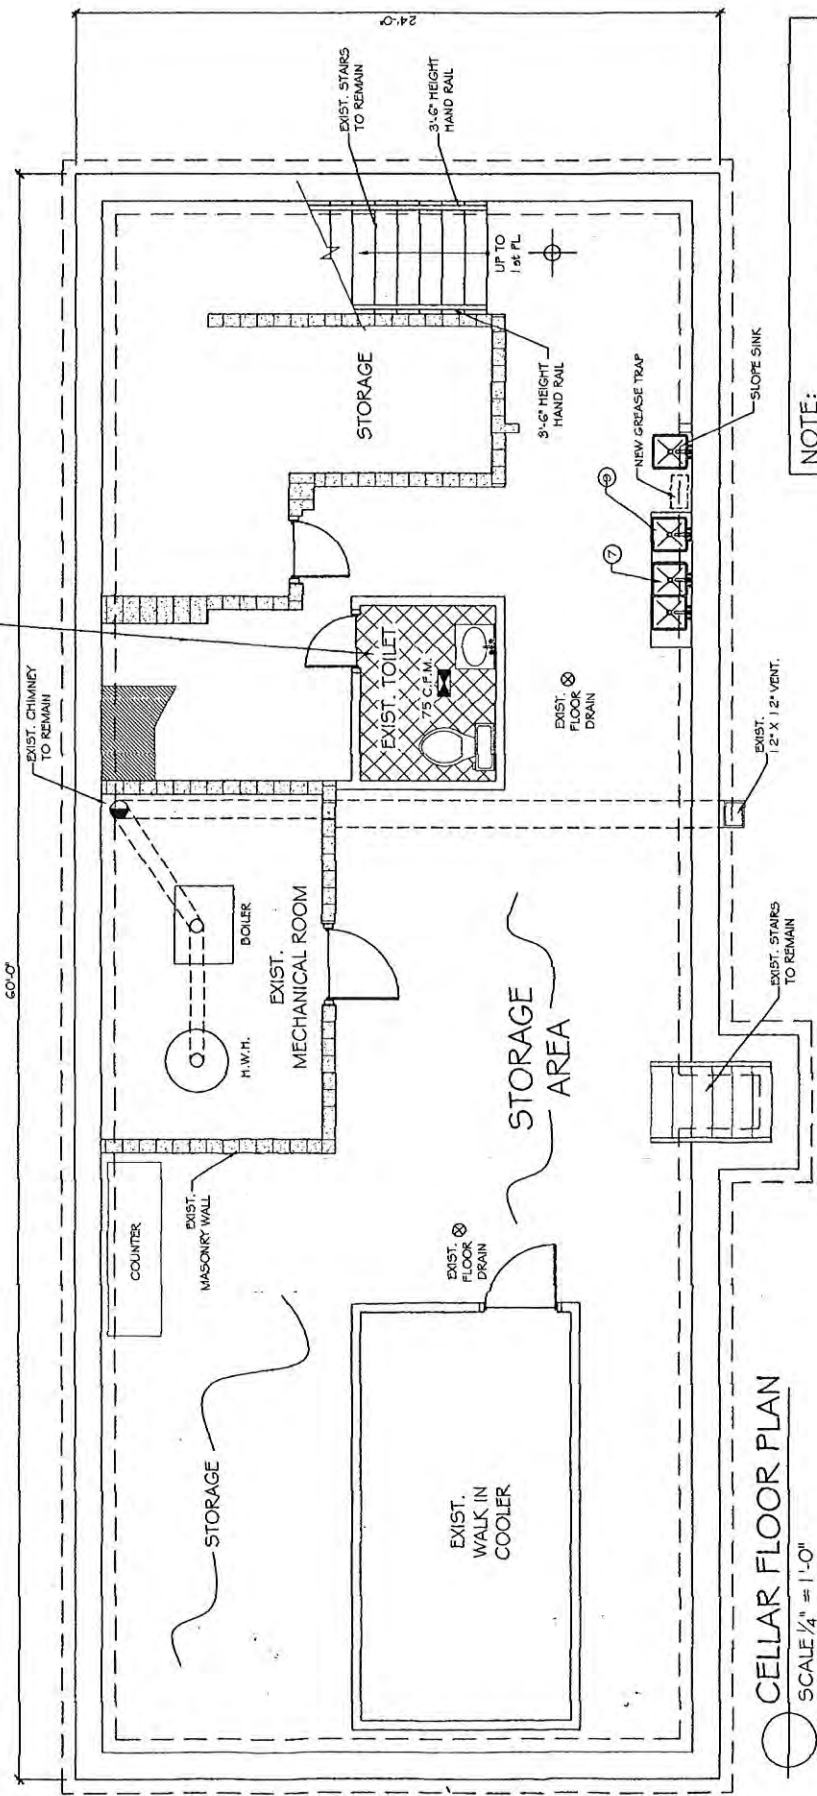 60'-0"
24'-0"
EXIST. CHIMNEY
TO REMAIN
EXIST. STAIRS
TO REMAIN
3'-6" HEIGHT
HAND RAIL
UP TO
1st FL
STORAGE
3'-6" HEIGHT
HAND RAIL
EXIST. TOILET
75 C.F.M.
BOILER
H.W.H.
EXIST.
MECHANICAL ROOM
COUNTER
EXIST.
MASONRY WALL
STORAGE
EXIST.
FLOOR
DRAIN
STORAGE
AREA
EXIST.
FLOOR
DRAIN
7
9
NEW GREASE TRAP
SLOPE SINK
EXIST.
WALK IN
COOLER
EXIST. STAIRS
TO REMAIN
EXIST.
12" X 12" VENT.
CELLAR FLOOR PLAN
SCALE 1/4" = 1'-0"
NOTE: